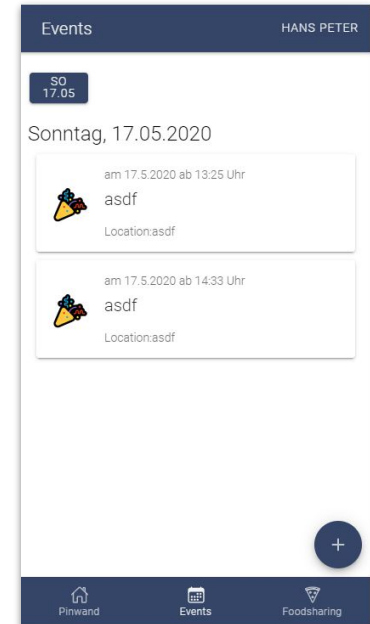 Events
HANS PETER
SO
17.05
Sonntag, 17.05.2020
am 17.5.2020 ab 13:25 Uhr
asdf
Location:asdf
am 17.5.2020 ab 14:33 Uhr
asdf
Location:asdf
+
Pinwand
Events
Foodsharing